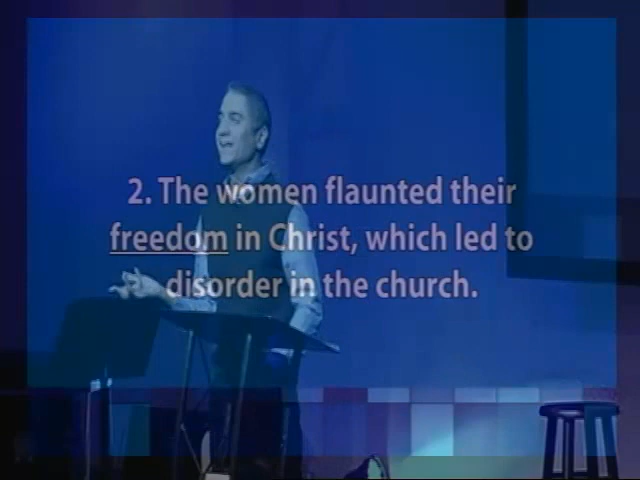 2. The women flaunted their
freedom in Christ, which led to
disorder in the church.